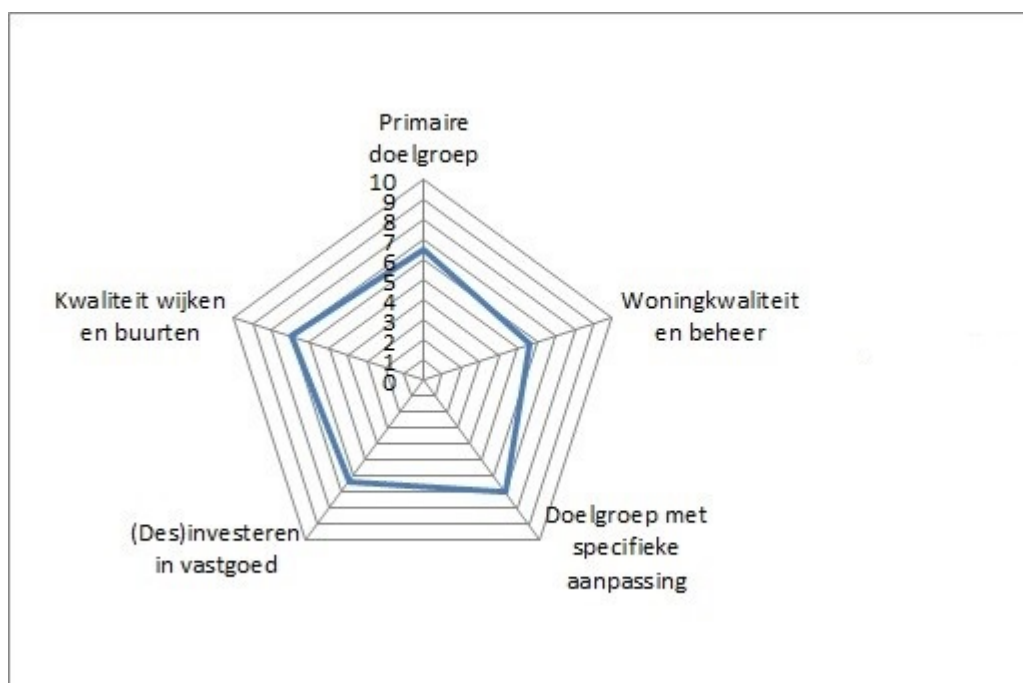 Primaire
doelgroep
10
9
8
7
6
5
4
3
2
1
0
Kwaliteit wijken
en buurten
Woningkwaliteit
en beheer
(Des)investeren
in vastgoed
Doelgroep met
specifieke
aanpassing